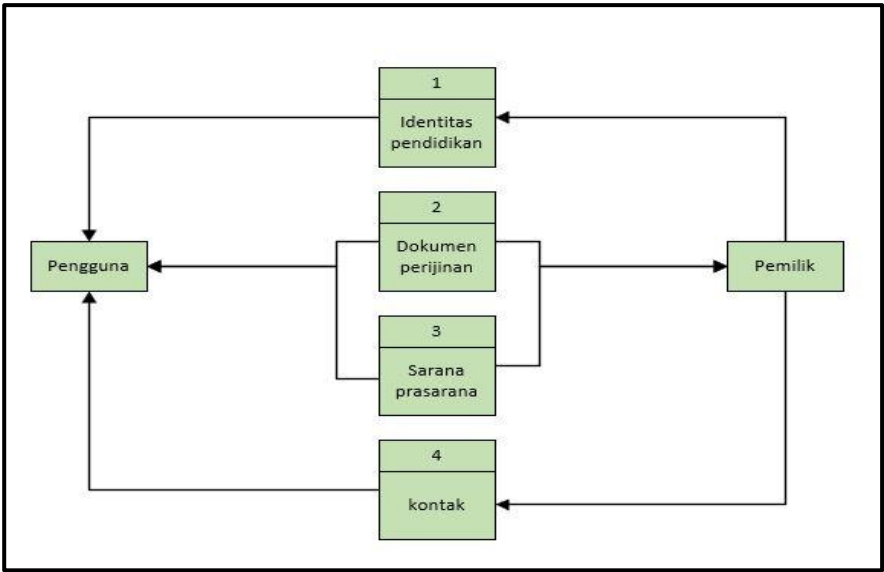 1
Identitas
pendidikan
2
Dokumen
perijinan
Pengguna
Pemilik
3
Sarana
prasarana
4
kontak